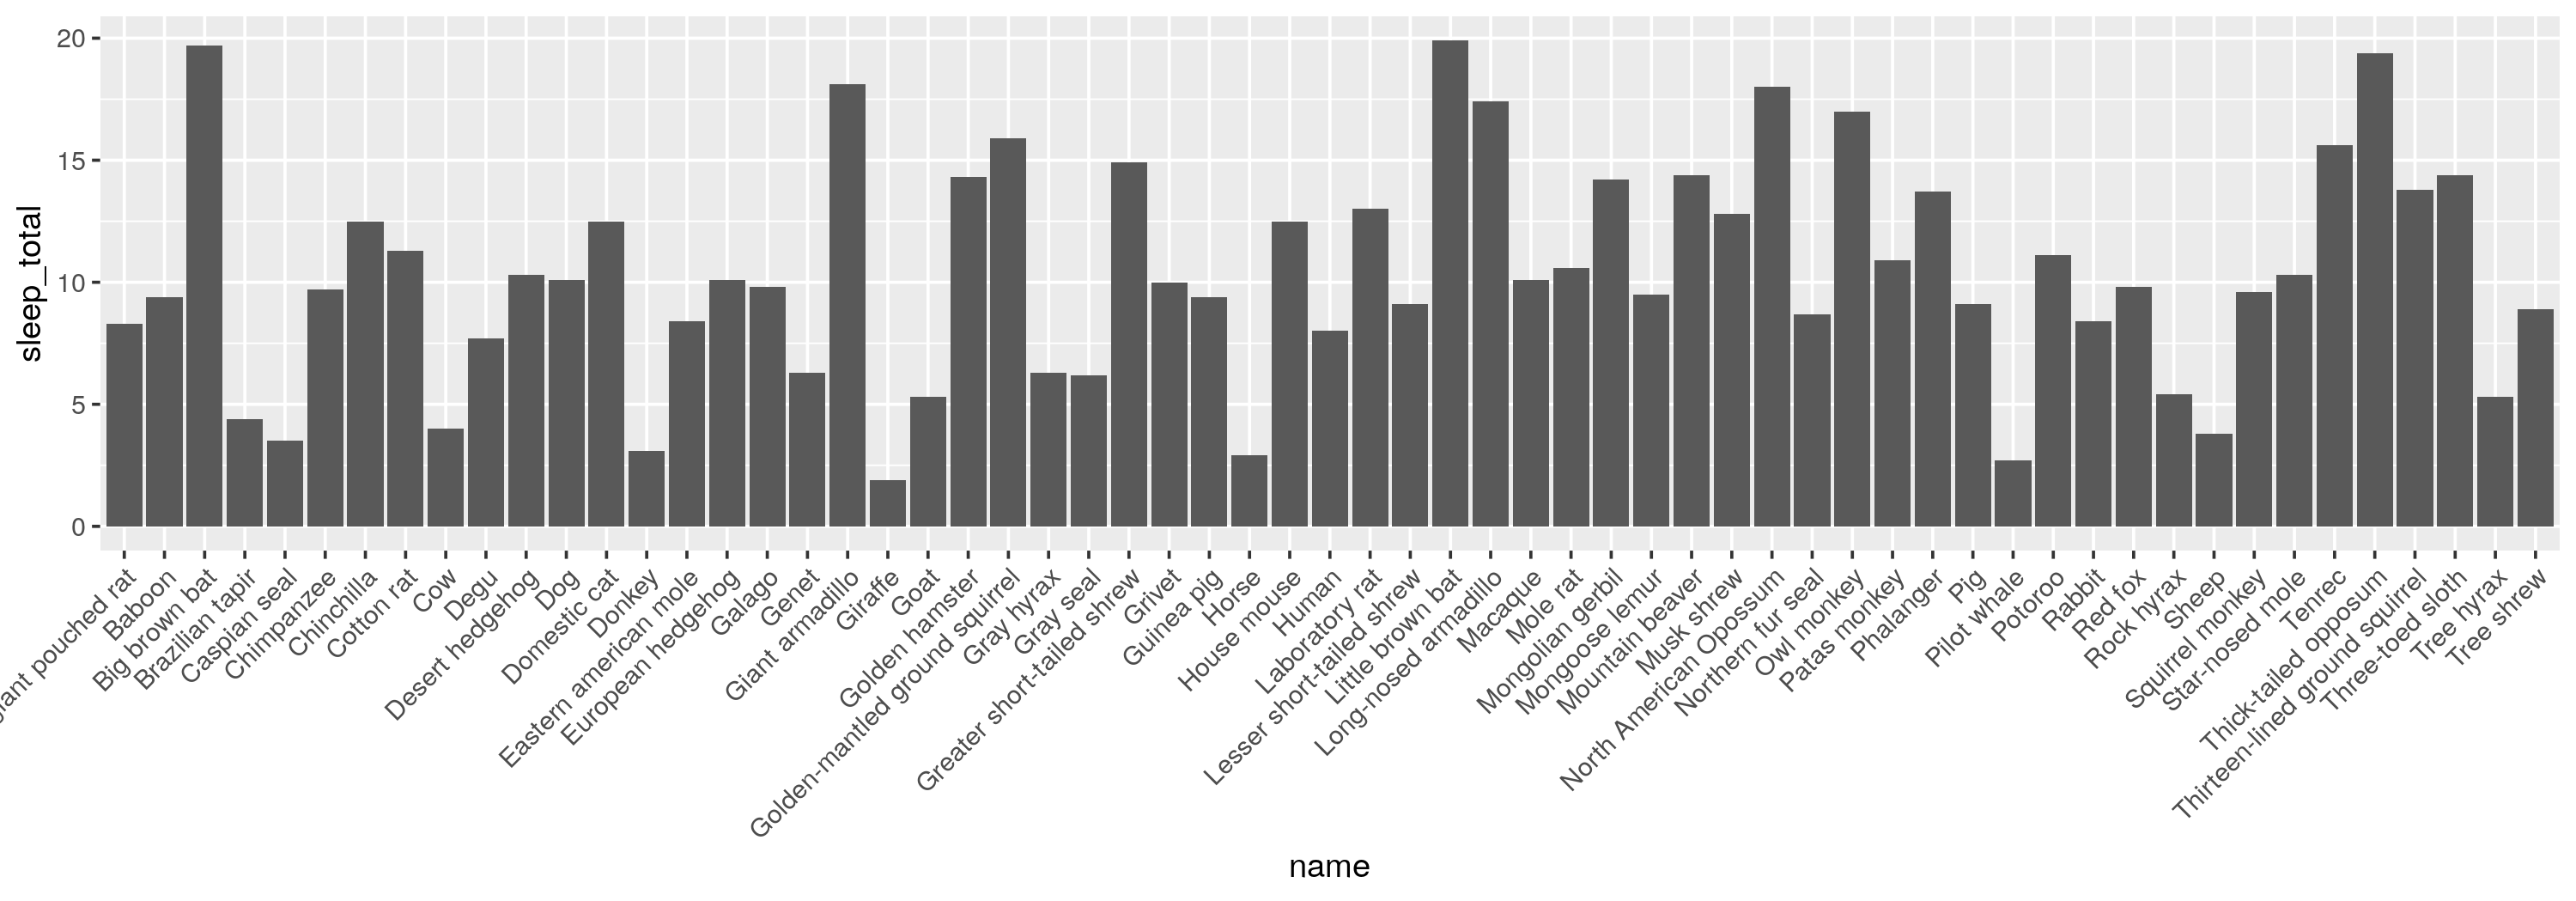 sleep_total
20
15
10
5
0
pouched rat
Baboon
Big brown bat
Brazilian tapir
Caspian seal
Chimpanzee
Chinchilla
Cotton rat
Cow
Degu
Desert hedgehog
Dog
Domestic cat
Donkey
Eastern american mole
European hedgehog
Galago
Genet
Giant armadillo
Giraffe
Goat
Golden hamster
Golden-mantled ground squirrel
Gray hyrax
Gray seal
Greater short-tailed shrew
Grivet
Guinea pig
Horse
House mouse
Human
Laboratory rat
Lesser short-tailed shrew
Little brown bat
Long-nosed armadillo
Macaque
Mole rat
Mongolian gerbil
Mongoose lemur
Mountain beaver
Musk shrew
North American Opossum
Northern fur seal
Owl monkey
Patas monkey
Phalanger
Pig
Pilot whale
Potoroo
Rabbit
Red fox
Rock hyrax
Sheep
Squirrel monkey
Star-nosed mole
Tenrec
Thick-tailed opposum
Thirteen-lined ground squirrel
Three-toed sloth
Tree hyrax
Tree shrew
name